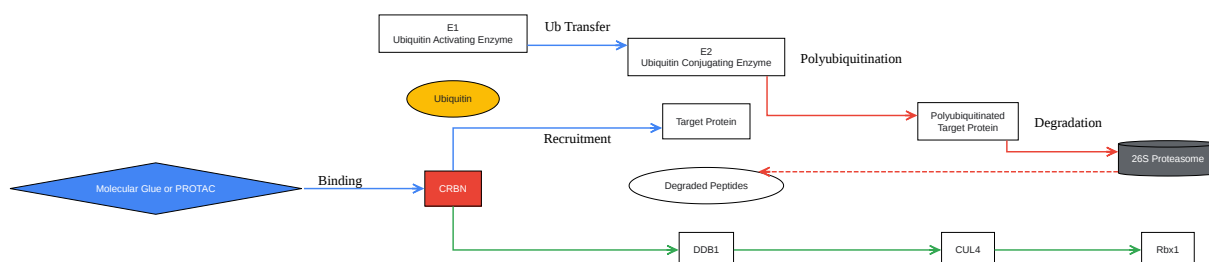 E1
Ubiquitin Activating Enzyme
Ub Transfer
E2
Ubiquitin Conjugating Enzyme
Polyubiquitination
Ubiquitin
Target Protein
Recruitment
Polyubiquitinated
Target Protein
Degradation
26S Proteasome
Molecular Glue or PROTAC
Binding
CRBN
Degraded Peptides
DDB1
CUL4
Rbx1